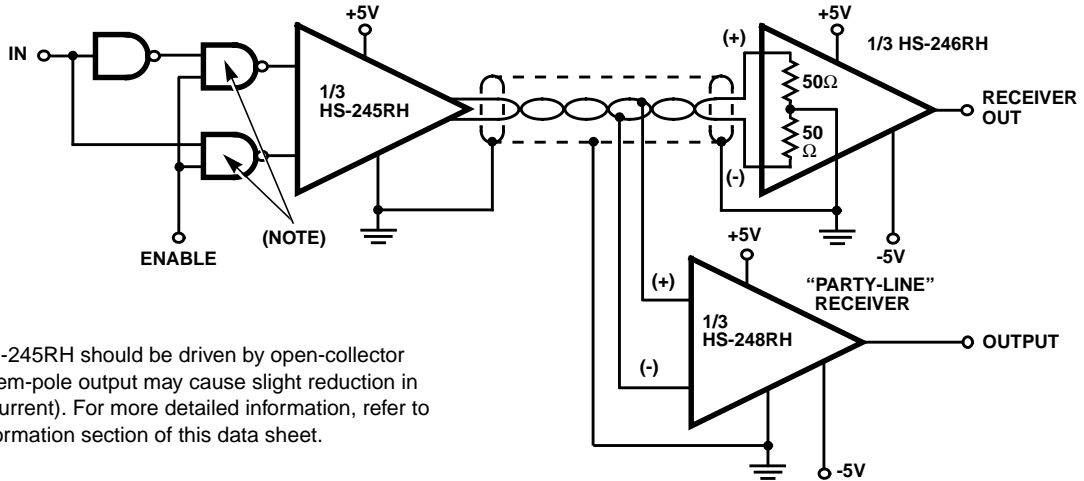 +5V
IN
1/3
HS-245RH
ENABLE
(NOTE)
+5V
(+)
1/3 HS-246RH
50Ω
50
Ω
(-)
RECEIVER
OUT
-5V
+5V
“PARTY-LINE”
RECEIVER
(+)
1/3
HS-248RH
(-)
OUTPUT
-5V
-245RH should be driven by open-collector
em-pole output may cause slight reduction in
urrent). For more detailed information, refer to
ormation section of this data sheet.